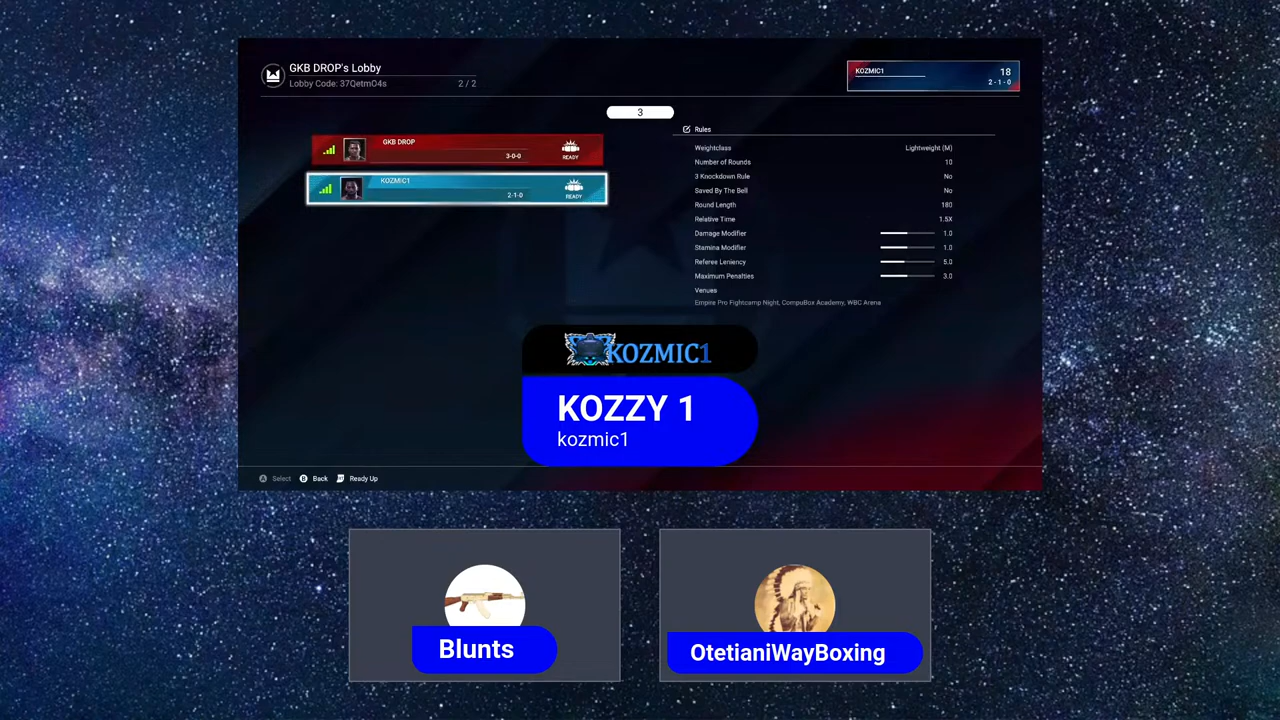 GKB DROP's Lobby
Lobby Code: 37QetmO4s
2 / 2
KOZMIC1
18
2 - 1 - 0
3
GKB DROP
3-0-0
READY
KOZMIC1
2-1-0
READY
Rules
Weightclass Lightweight (M)
Number of Rounds 10
3 Knockdown Rule No
Saved By The Bell No
Round Length 180
Relative Time 1.5X
Damage Modifier 1.0
Stamina Modifier 1.0
Referee Leniency 5.0
Maximum Penalties 3.0
Venues
Empire Pro Fightcamp Night, CompuBox Academy, WBC Arena
KOZMIC1
KOZZY 1
kozmic1
A Select B Back Ready Up
Blunts
OtetianiWayBoxing